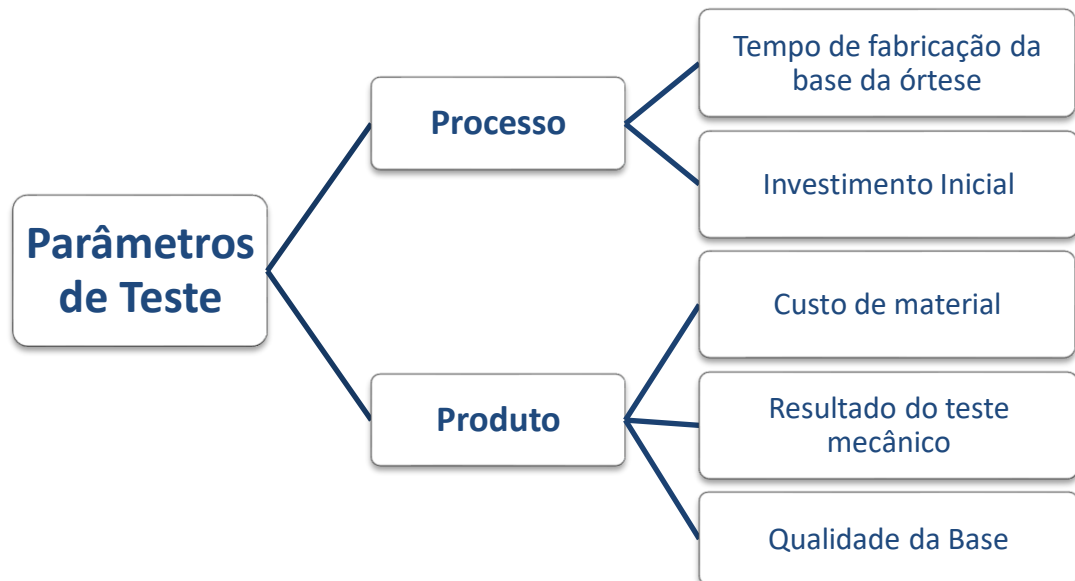 Parâmetros
de Teste
Processo
Tempo de fabricação da
base da órtese
Investimento Inicial
Produto
Custo de material
Resultado do teste
mecânico
Qualidade da Base